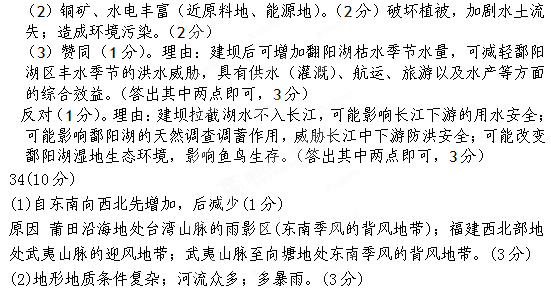 （2）铜矿、水电丰富（近原料地、能源地）。（2分）破坏植被，加剧水土流
失；造成环境污染。（2分）
（3）赞同（1分）。理由：建坝后可增加翻阳湖枯水季节水量，可减轻鄱阳
湖区丰水季节的洪水威胁，具有供水（灌溉）、航运、旅游以及水产等方面
的综合效益。（答出其中两点即可，3分）
反对(1分)。理由：建坝拉截湖水不入长江，可能影响长江下游的用水安全；
可能影响鄱阳湖的天然调查调蓄作用，威胁长江中下游防洪安全；可能改变
鄱阳湖湿地生态环境，影响鱼鸟生存。（答出其中两点即可，3分）
34(10分)
(1)自东南向西北先增加，后减少(1分)
原因 莆田沿海地处台湾山脉的雨影区(东南季风的背风地带)；福建西北部地
处武夷山脉的迎风地带；武夷山脉至向塘地处东南季风的背风地带。(3分)
(2)地形地质条件复杂；河流众多；多暴雨。(3分)